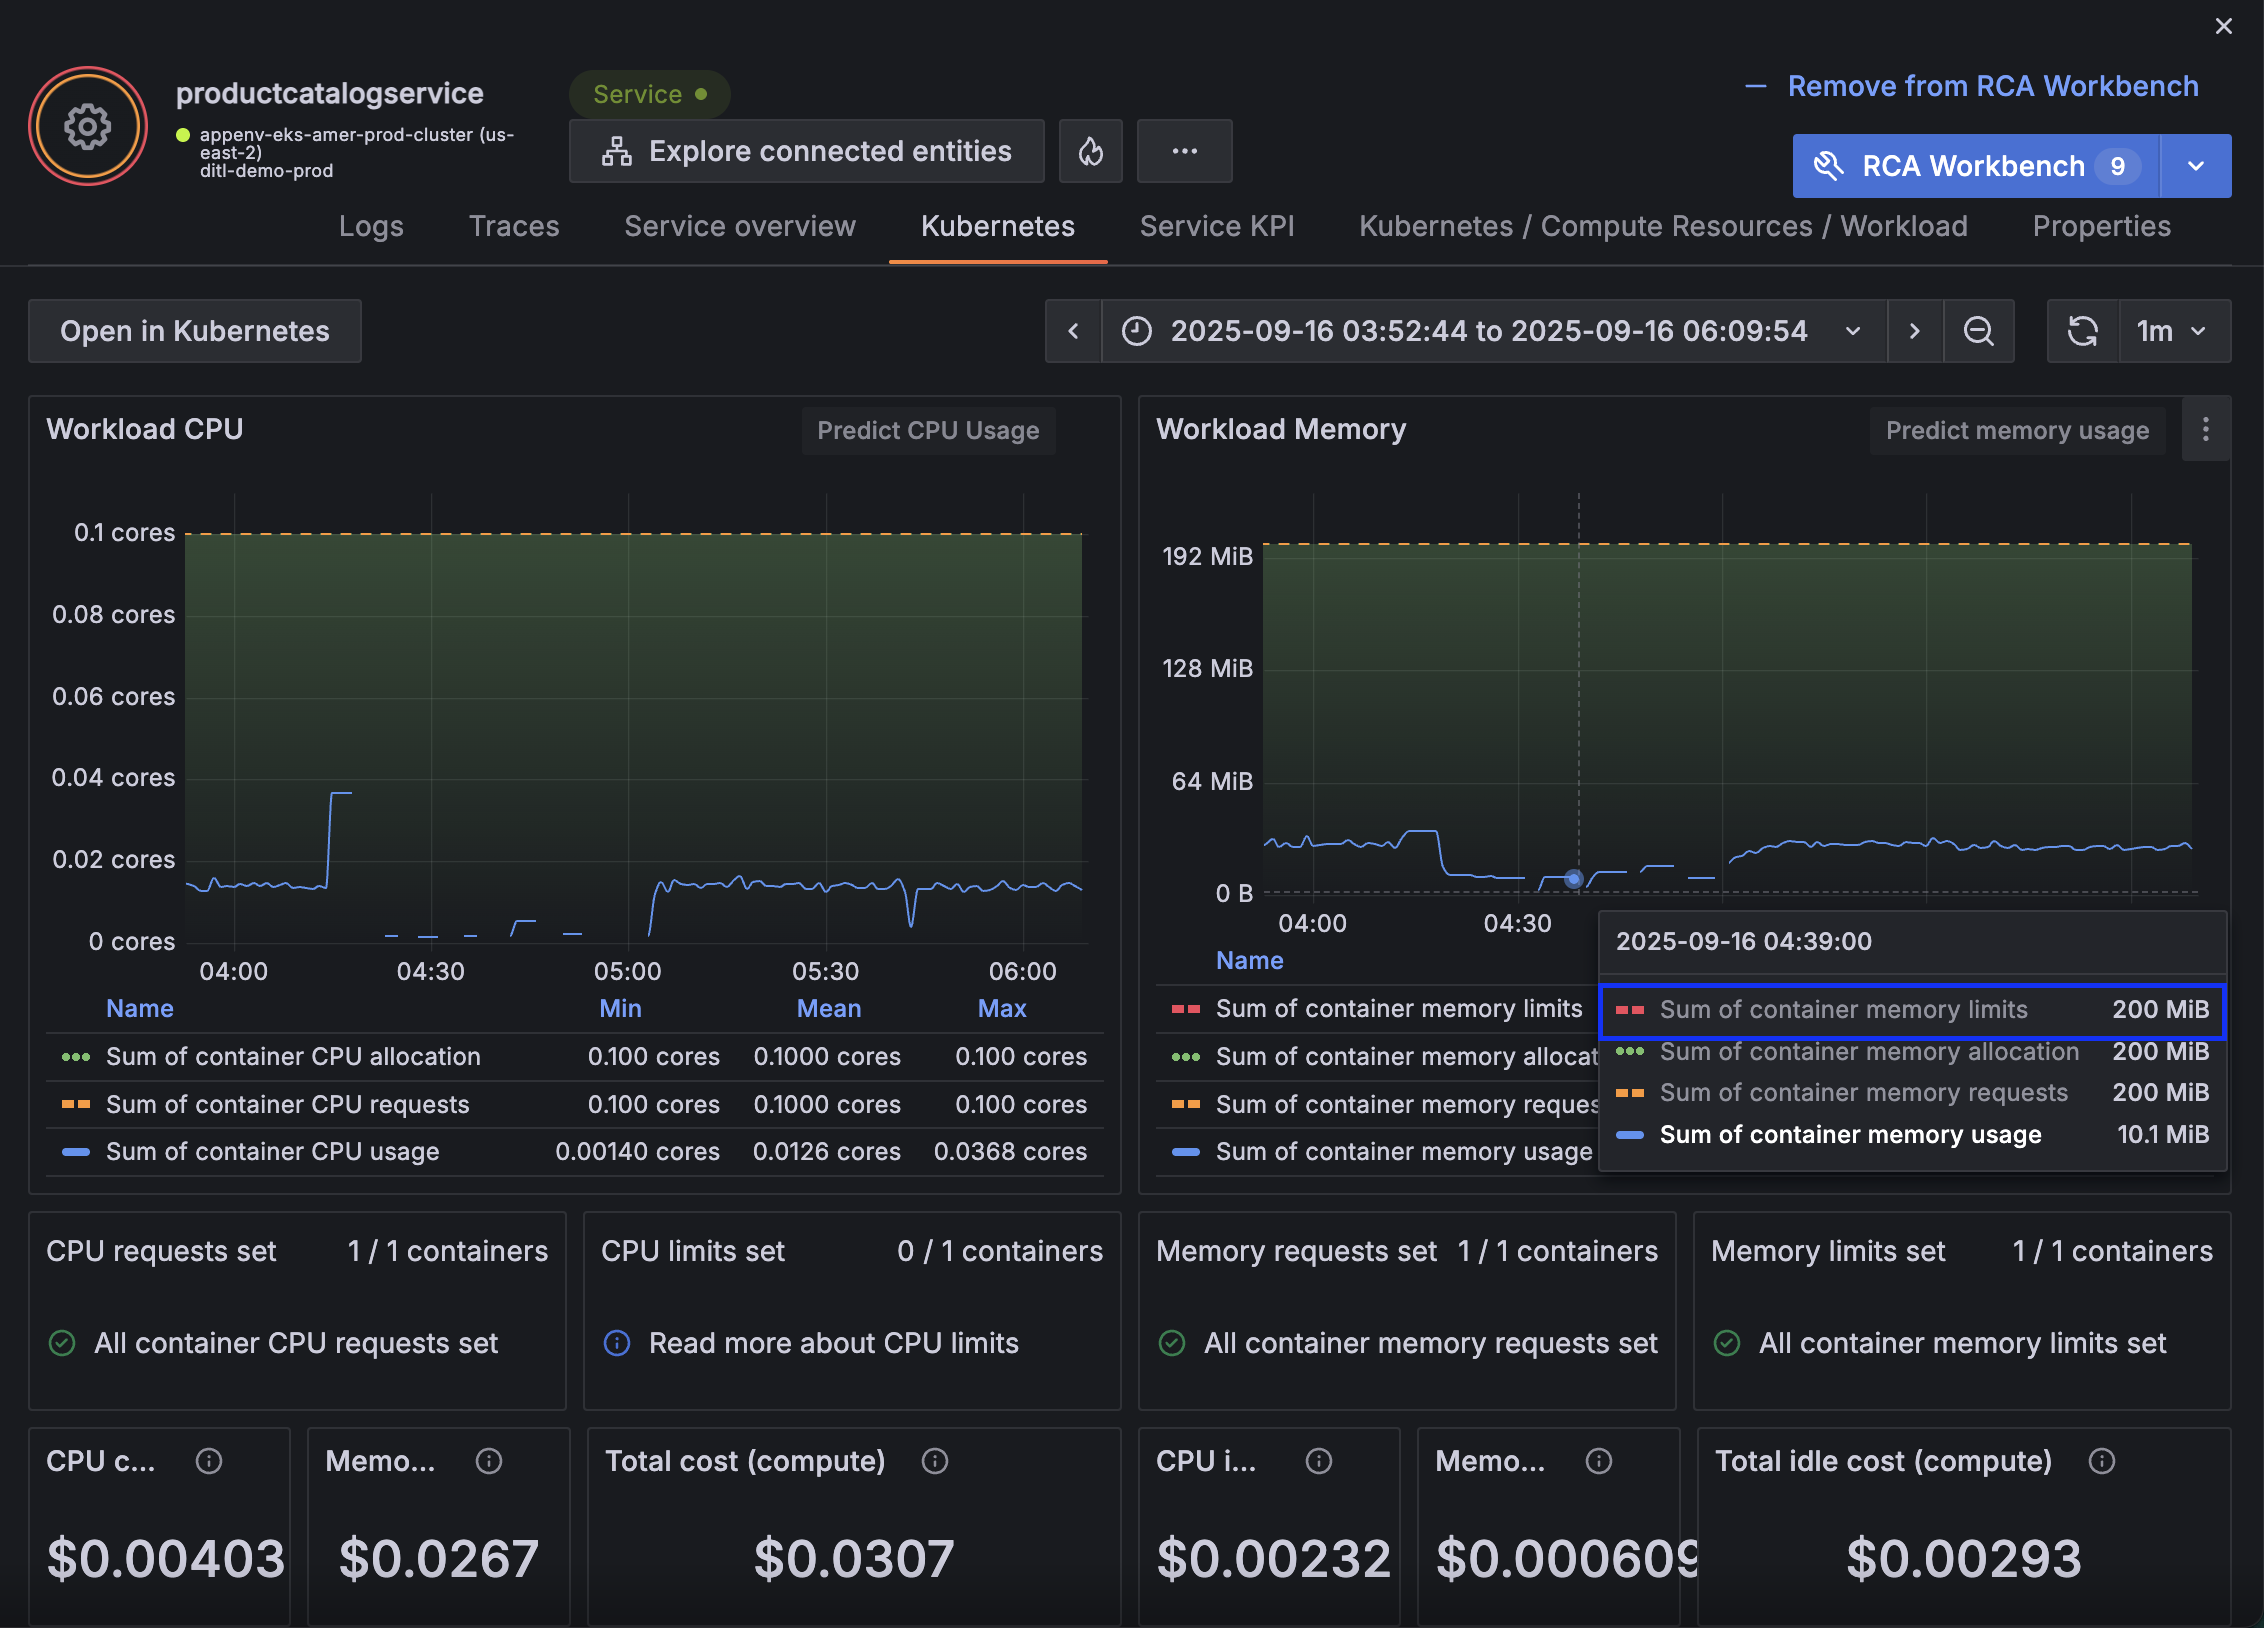 productcatalogservice
appenv-eks-amer-prod-cluster (us-
east-2)
ditl-demo-prod
Service
Explore connected entities
Remove from RCA Workbench
RCA Workbench 9
Logs Traces Service overview Kubernetes Service KPI Kubernetes / Compute Resources / Workload Properties
Open in Kubernetes
2025-09-16 03:52:44 to 2025-09-16 06:09:54
1m
Workload CPU
Predict CPU Usage
0.1 cores
0.08 cores
0.06 cores
0.04 cores
0.02 cores
0 cores
04:00 04:30 05:00 05:30 06:00
Name Min Mean Max
Sum of container CPU allocation 0.100 cores 0.1000 cores 0.100 cores
Sum of container CPU requests 0.100 cores 0.1000 cores 0.100 cores
Sum of container CPU usage 0.00140 cores 0.0126 cores 0.0368 cores
Workload Memory
Predict memory usage
192 MiB
128 MiB
64 MiB
0 B
04:00 04:30
Name
Sum of container memory limits
Sum of container memory allocat
Sum of container memory reques
Sum of container memory usage
2025-09-16 04:39:00
Sum of container memory limits 200 MiB
Sum of container memory allocation 200 MiB
Sum of container memory requests 200 MiB
Sum of container memory usage 10.1 MiB
CPU requests set 1 / 1 containers
All container CPU requests set
CPU limits set 0 / 1 containers
Read more about CPU limits
Memory requests set 1 / 1 containers
All container memory requests set
Memory limits set 1 / 1 containers
All container memory limits set
CPU c...
$0.00403
Memo...
$0.0267
Total cost (compute)
$0.0307
CPU i...
$0.00232
Memo...
$0.000609
Total idle cost (compute)
$0.00293